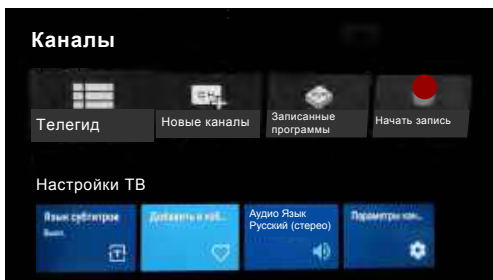 Каналы
Телегид
Новые каналы
Записанные
программы
Начать запись
Настройки ТВ
Язык субтитров
Выкл.
Добавить в изб...
Аудио Язык
Русский (стерео)
Параметры кан...